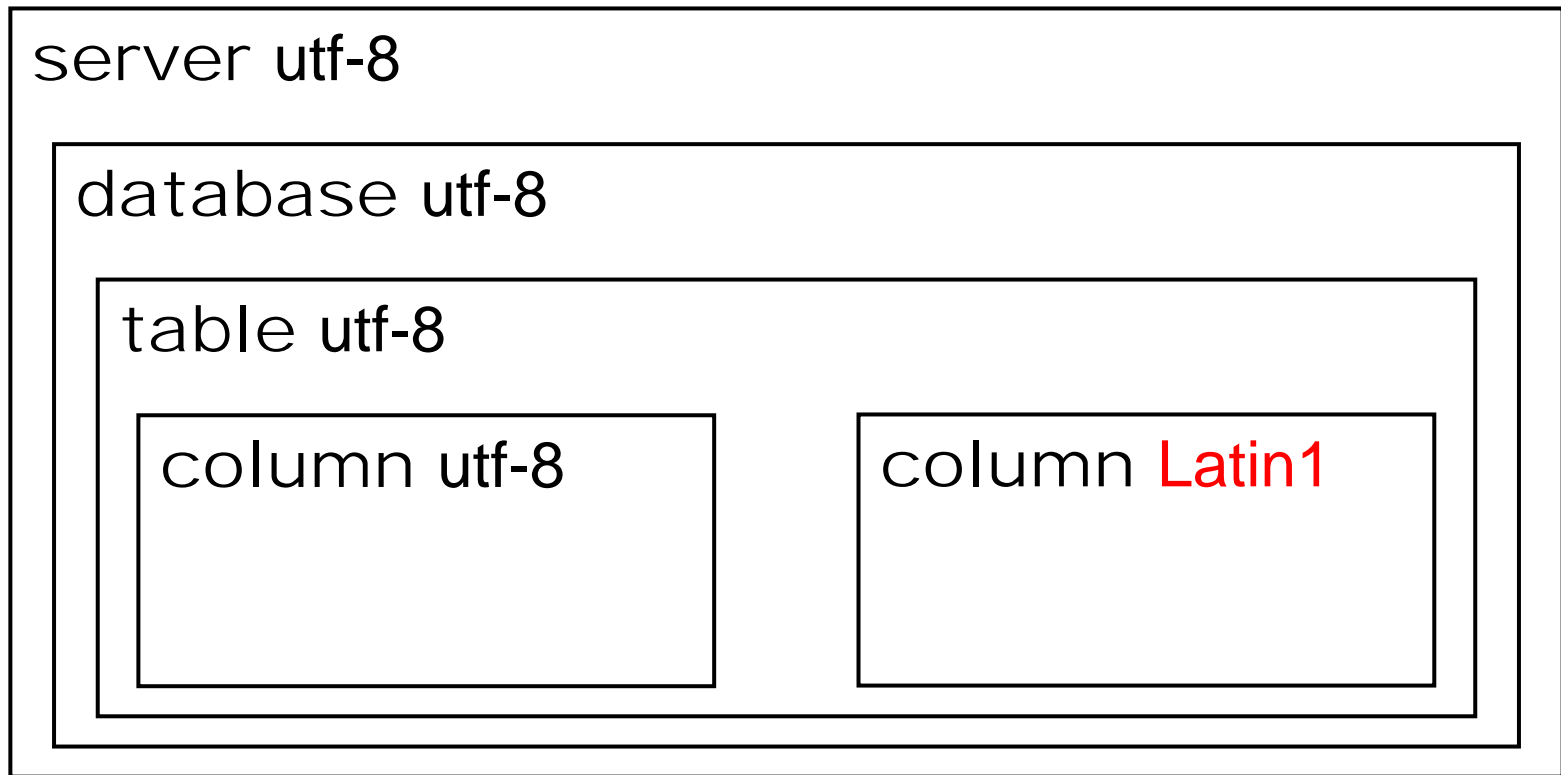 server utf-8
database utf-8
table utf-8
column utf-8
column Latin1